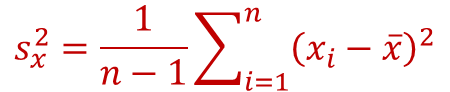 $s_x^2 = \frac{1}{n-1} \sum_{i=1}^{n} (x_i - \bar{x})^2$